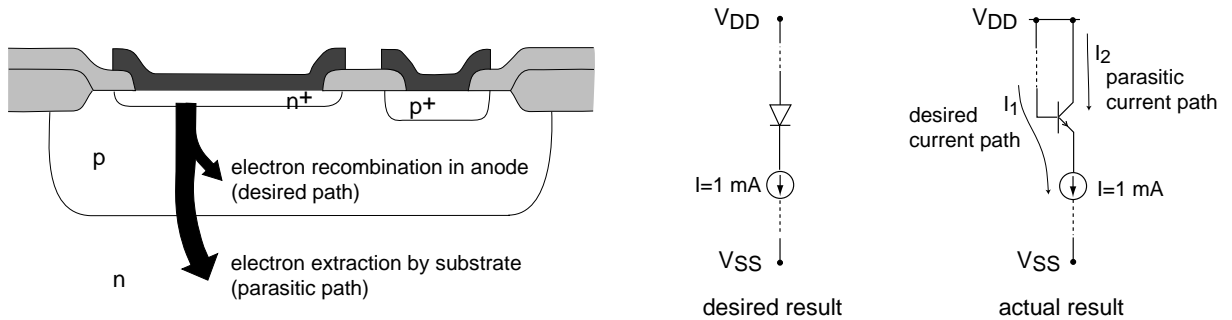 n+
p+
p
electron recombination in anode
(desired path)
electron extraction by substrate
(parasitic path)
n
VDD
I=1 mA
VSS
desired result
VDD
I2
parasitic
current path
I1
desired
current path
I=1 mA
VSS
actual result